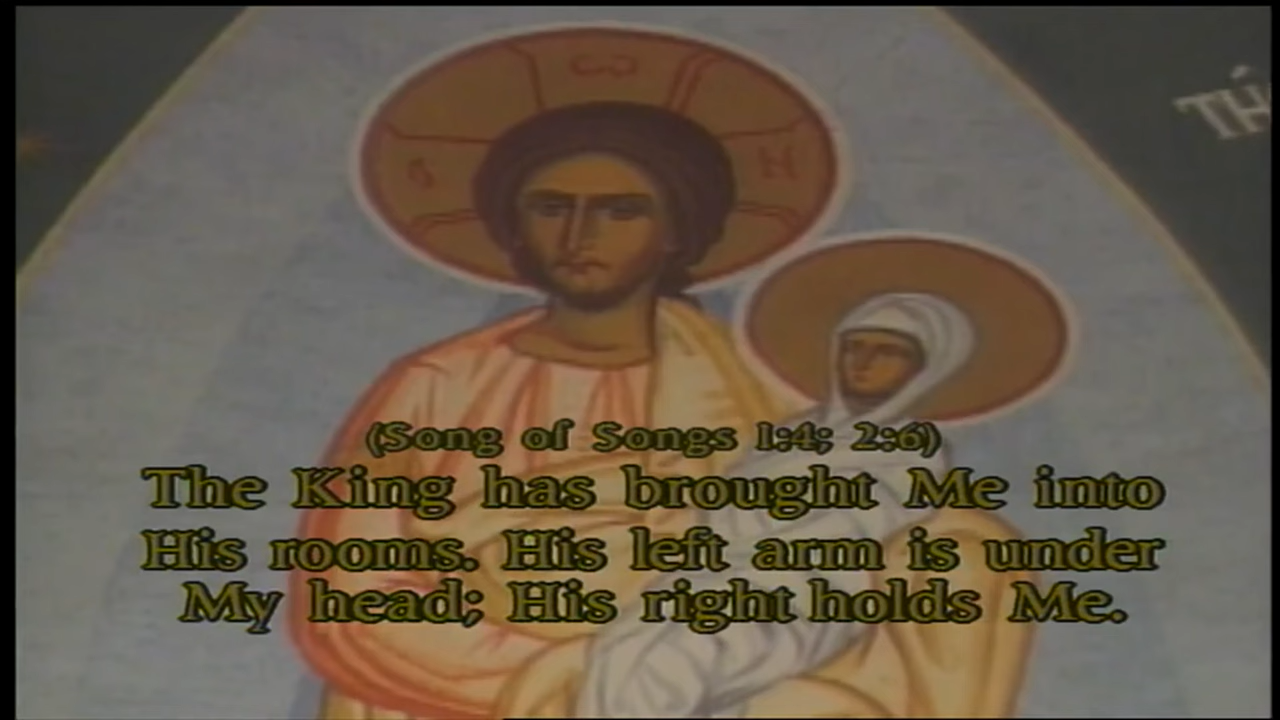 ω
ΤΉ
(Song of Songs 1:4; 2:6)
The King has brought Me into
His rooms. His left arm is under
My head; His right holds Me.